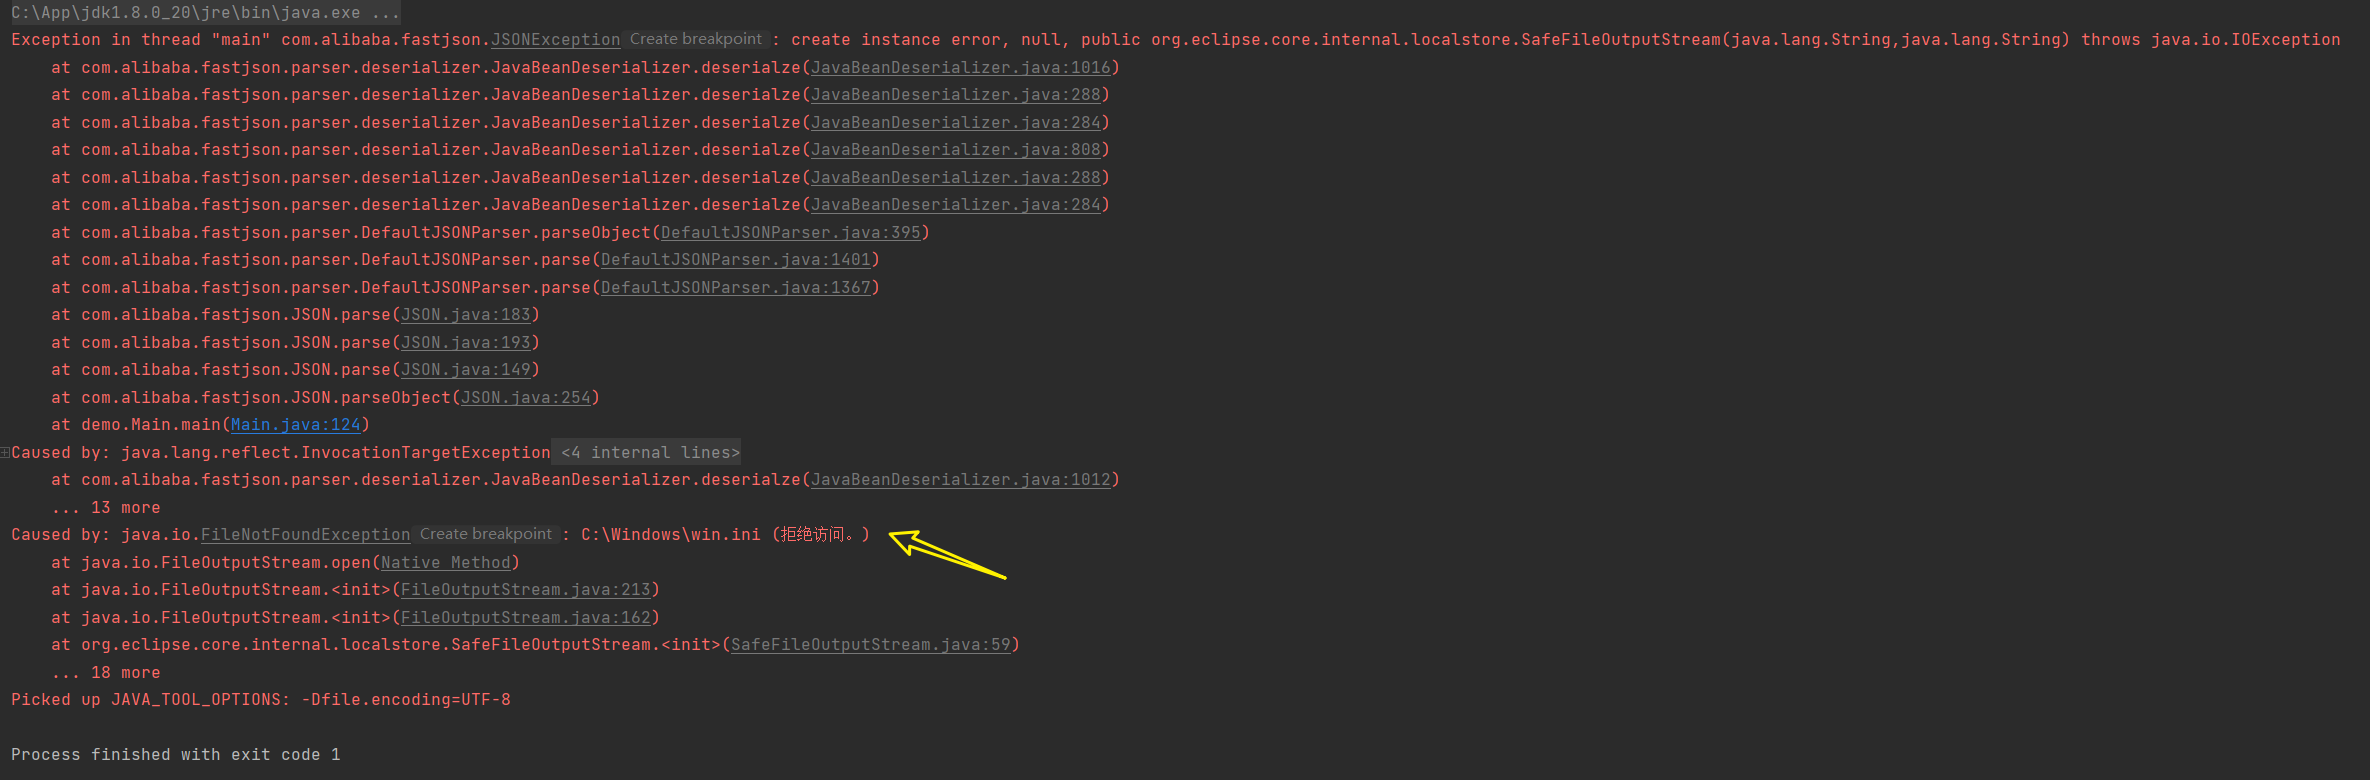 C:\App\jdk1.8.0_20\jre\bin\java.exe ...
Exception in thread "main" com.alibaba.fastjson.JSONException Create breakpoint : create instance error, null, public org.eclipse.core.internal.localstore.SafeFileOutputStream(java.lang.String,java.lang.String) throws java.io.IOException
at com.alibaba.fastjson.parser.deserializer.JavaBeanDeserializer.deserialze(JavaBeanDeserializer.java:1016)
at com.alibaba.fastjson.parser.deserializer.JavaBeanDeserializer.deserialze(JavaBeanDeserializer.java:288)
at com.alibaba.fastjson.parser.deserializer.JavaBeanDeserializer.deserialze(JavaBeanDeserializer.java:284)
at com.alibaba.fastjson.parser.deserializer.JavaBeanDeserializer.deserialze(JavaBeanDeserializer.java:808)
at com.alibaba.fastjson.parser.deserializer.JavaBeanDeserializer.deserialze(JavaBeanDeserializer.java:288)
at com.alibaba.fastjson.parser.deserializer.JavaBeanDeserializer.deserialze(JavaBeanDeserializer.java:284)
at com.alibaba.fastjson.parser.DefaultJSONParser.parseObject(DefaultJSONParser.java:395)
at com.alibaba.fastjson.parser.DefaultJSONParser.parse(DefaultJSONParser.java:1401)
at com.alibaba.fastjson.parser.DefaultJSONParser.parse(DefaultJSONParser.java:1367)
at com.alibaba.fastjson.JSON.parse(JSON.java:183)
at com.alibaba.fastjson.JSON.parse(JSON.java:193)
at com.alibaba.fastjson.JSON.parse(JSON.java:149)
at com.alibaba.fastjson.JSON.parseObject(JSON.java:254)
at demo.Main.main(Main.java:124)
Caused by: java.lang.reflect.InvocationTargetException <4 internal lines>
at com.alibaba.fastjson.parser.deserializer.JavaBeanDeserializer.deserialze(JavaBeanDeserializer.java:1012)
... 13 more
Caused by: java.io.FileNotFoundException Create breakpoint : C:\Windows\win.ini (拒绝访问。)
at java.io.FileOutputStream.open(Native Method)
at java.io.FileOutputStream.<init>(FileOutputStream.java:213)
at java.io.FileOutputStream.<init>(FileOutputStream.java:162)
at org.eclipse.core.internal.localstore.SafeFileOutputStream.<init>(SafeFileOutputStream.java:59)
... 18 more
Picked up JAVA_TOOL_OPTIONS: -Dfile.encoding=UTF-8
Process finished with exit code 1